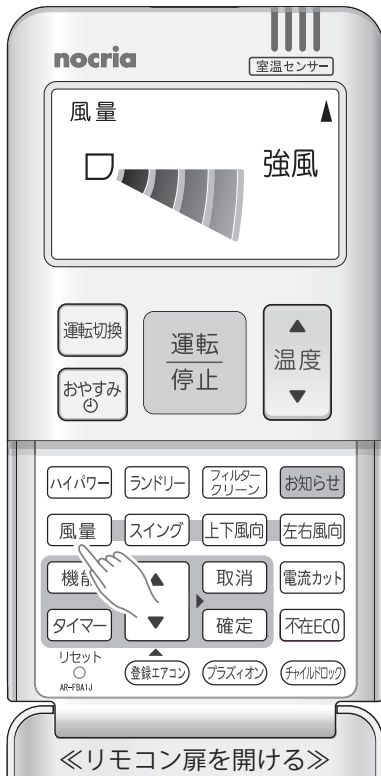 nocria
室温センサー
風量
強風
運転切換
運転
停止
温度
おやすみ
ハイパワー
ランドリー
フィルター
クリーン
お知らせ
風量
スイング
上下風向
左右風向
機能
取消
電流カット
タイマー
確定
不在ECO
リセット
AR-FBA1J
登録エアコン
プラズィオン
チャイルドロック
≪リモコン扉を開ける≫